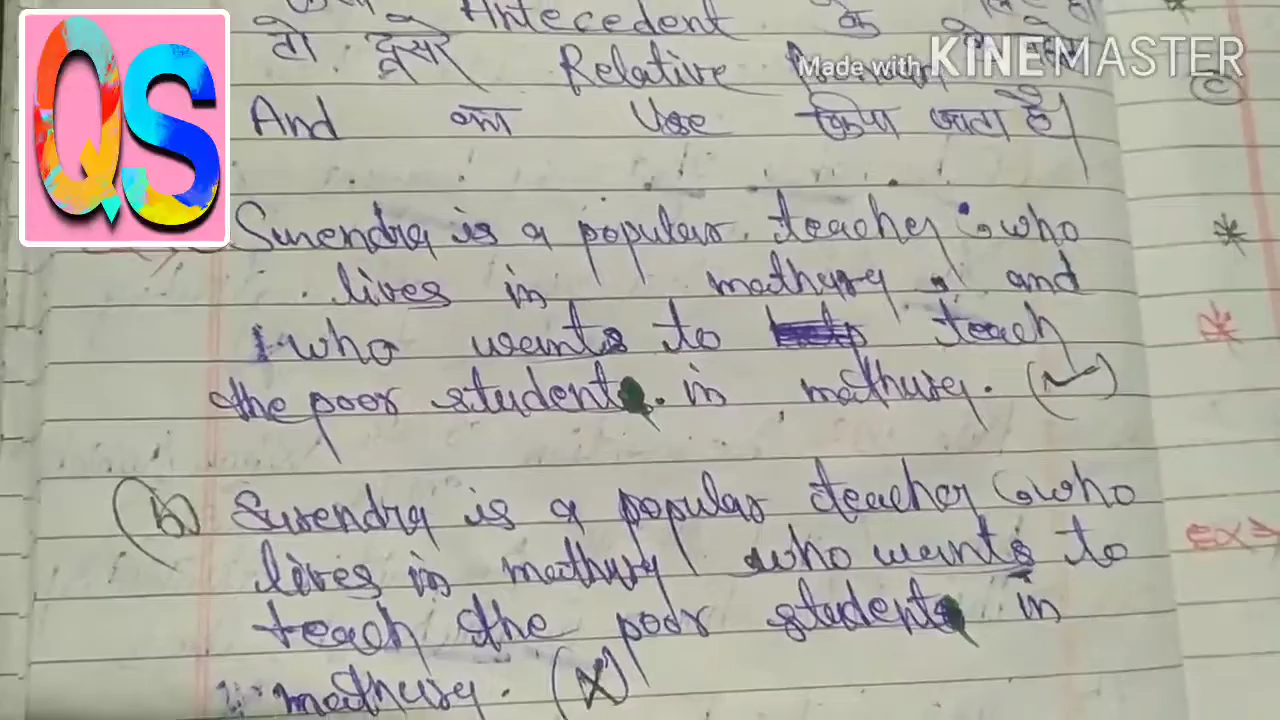 Antecedent के
तो दूसरे Relative
And का Use किया जाता है।
Surendra is a popular teacher who
lives in mathura and
who wants to teach
the poor students in mathura. (✓)
(b) Surendra is a popular teacher who
lives in mathura who wants to
teach the poor students in
mathura. (X)
QS
Made with KINEMASTER
c
*
*
ex⇒